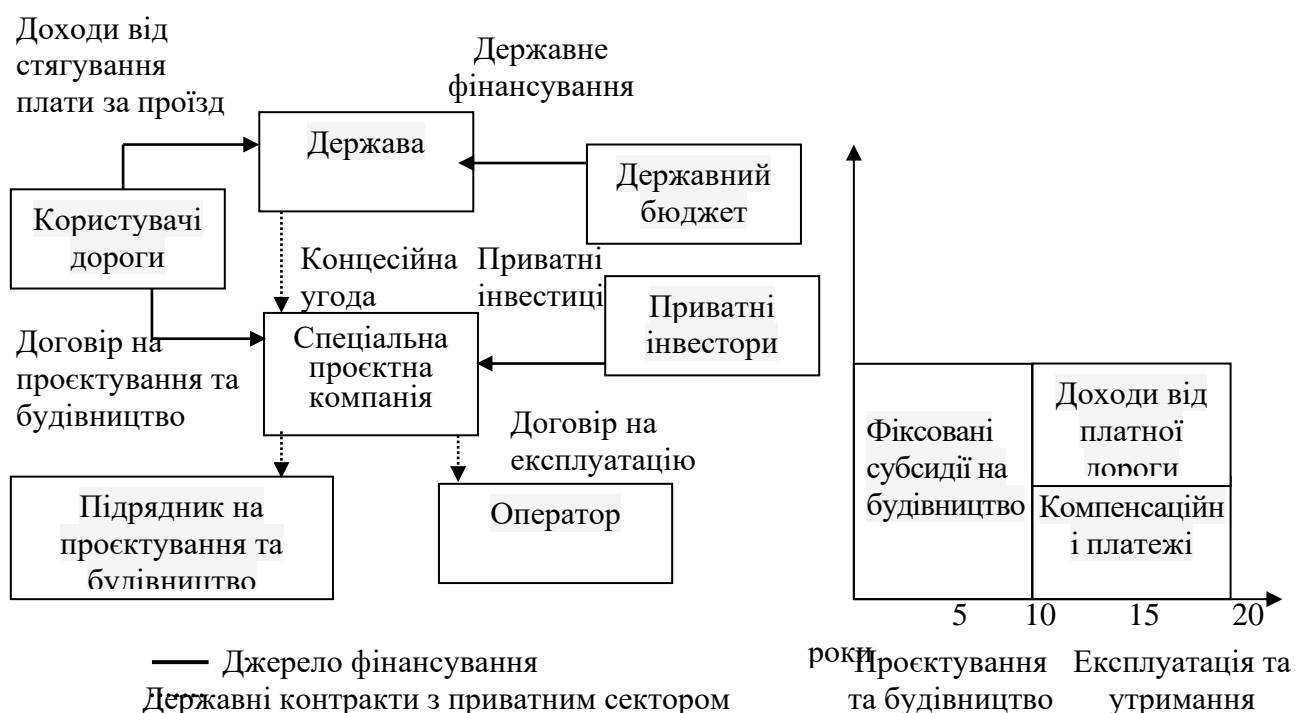 Доходи від
стягування
плати за проїзд
Державне
фінансування
Держава
Державний
бюджет
Користувачі
дороги
Концесійна
угода
Приватні
інвестиції
Приватні
інвестори
Спеціальна
проєктна
компанія
Договір на
проєктування та
будівництво
Договір на
експлуатацію
Підрядник на
проєктування та
будівництво
Оператор
Джерело фінансування
Державні контракти з приватним сектором
Фіксовані
субсидії на
будівництво
Доходи від
платної
дороги
Компенсаційн
і платежі
5 10 15 20
роки
Проєктування
та будівництво
Експлуатація та
утримання